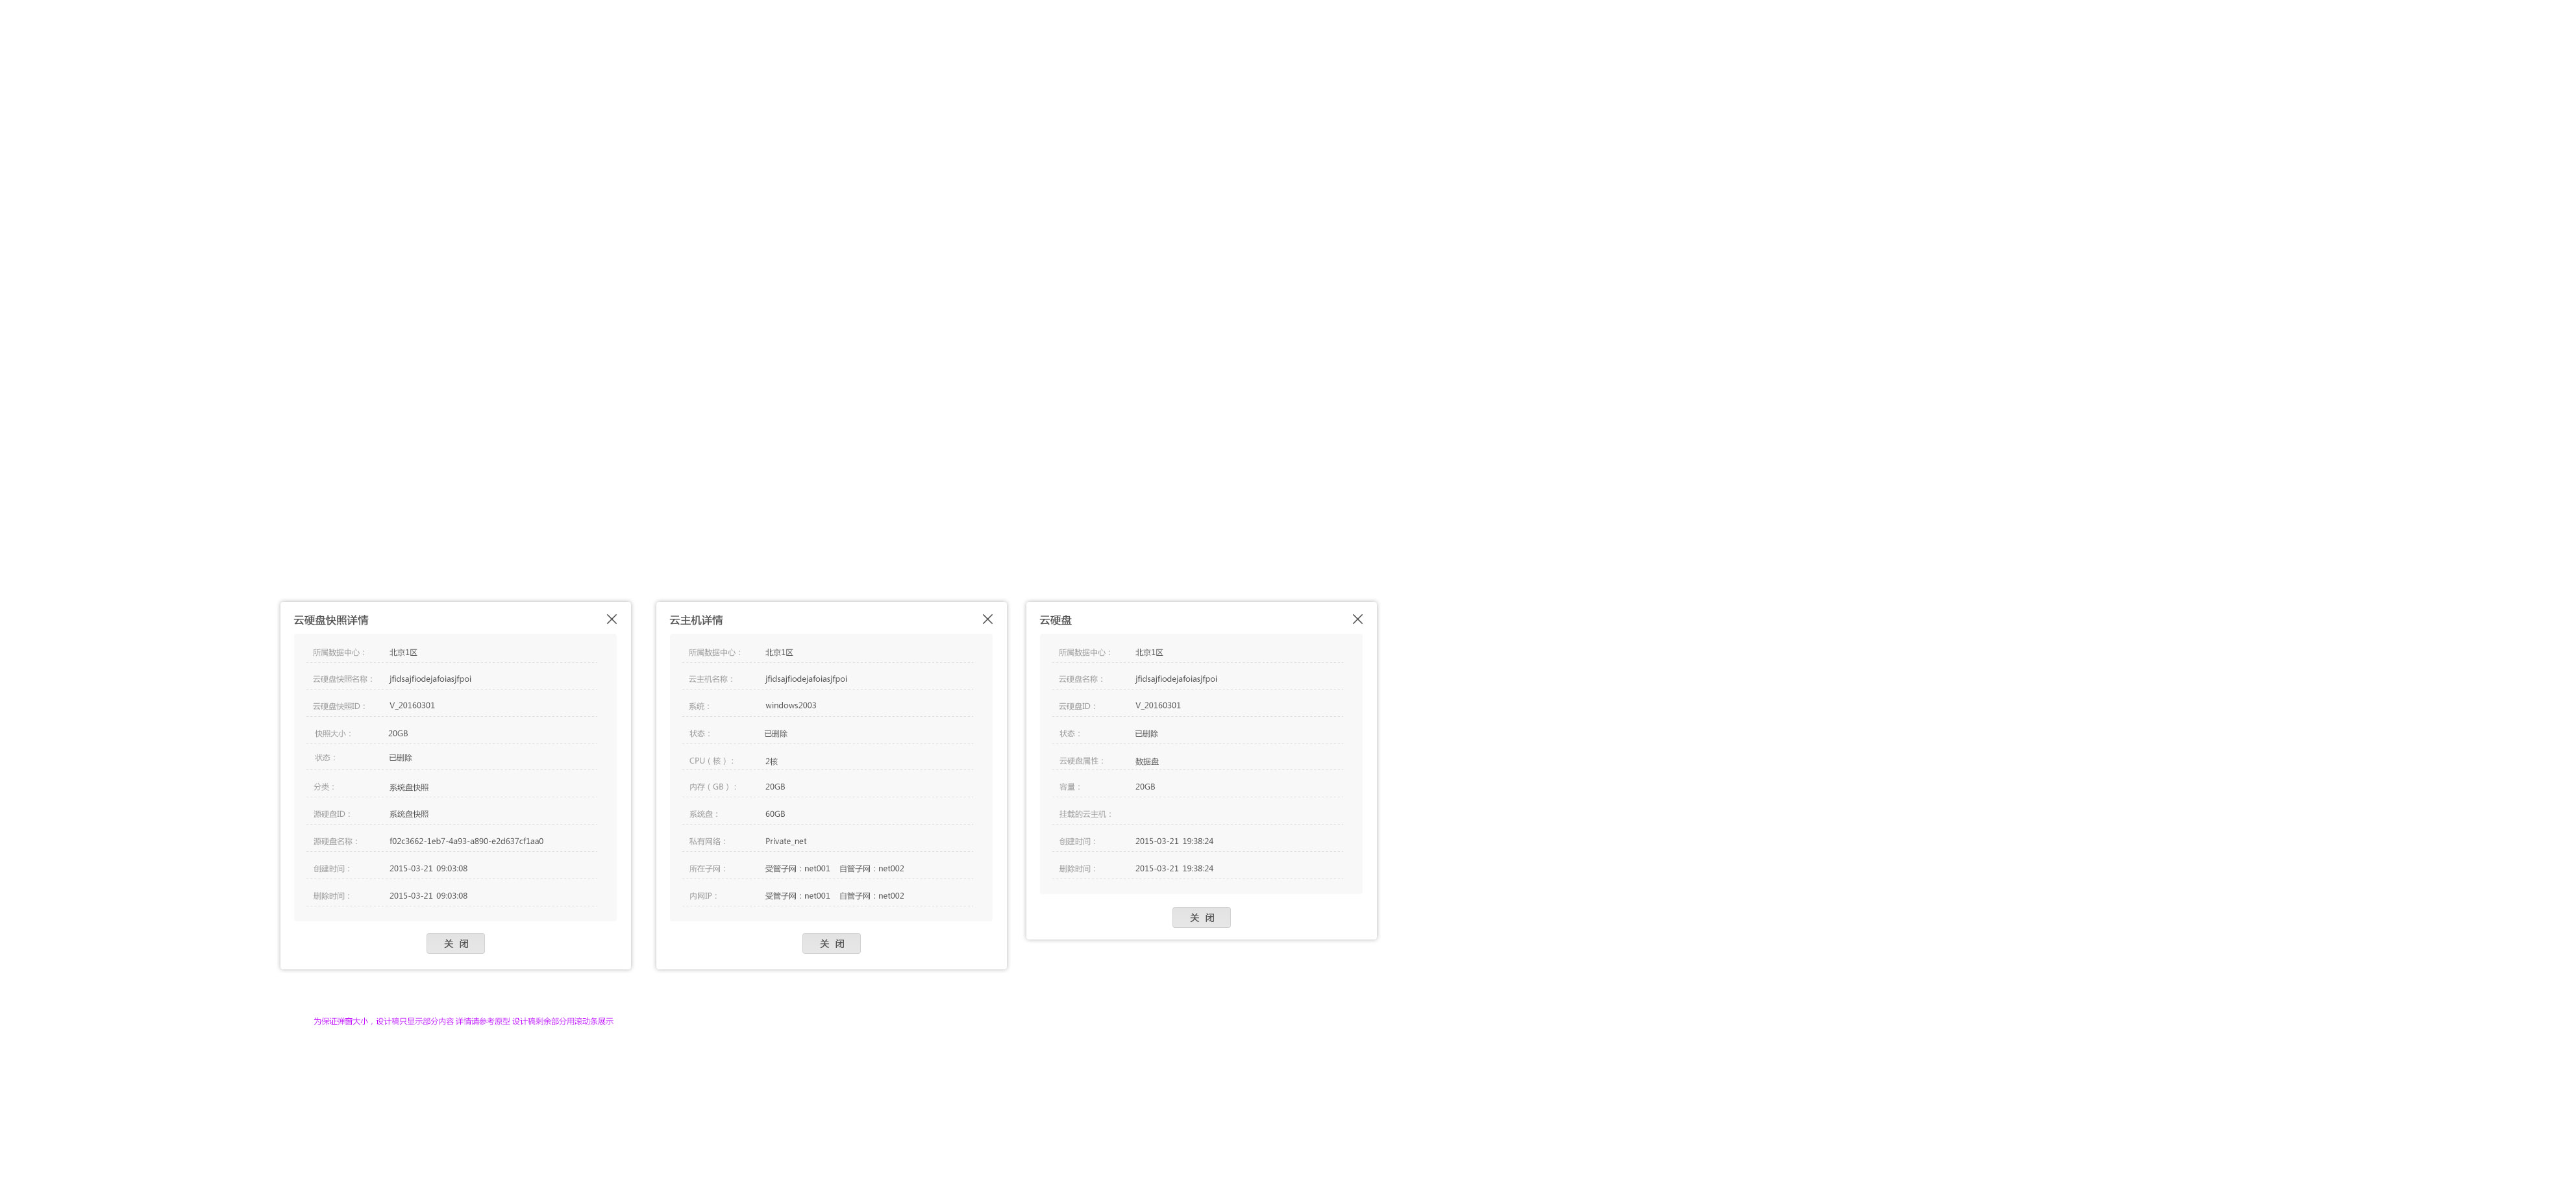 云硬盘快照详情
所属数据中心： 北京1区
云硬盘快照名称： jfidsajfiodejafoiasjfpoi
云硬盘快照ID： V_20160301
快照大小： 20GB
状态： 已删除
分类： 系统盘快照
源硬盘ID： 系统盘快照
源硬盘名称： f02c3662-1eb7-4a93-a890-e2d637cf1aa0
创建时间： 2015-03-21 09:03:08
删除时间： 2015-03-21 09:03:08
关 闭
云主机详情
所属数据中心： 北京1区
云主机名称： jfidsajfiodejafoiasjfpoi
系统： windows2003
状态： 已删除
CPU（核）： 2核
内存（GB）： 20GB
系统盘： 60GB
私有网络： Private_net
所在子网： 受管子网：net001 自管子网：net002
内网IP： 受管子网：net001 自管子网：net002
关 闭
云硬盘
所属数据中心： 北京1区
云硬盘名称： jfidsajfiodejafoiasjfpoi
云硬盘ID： V_20160301
状态： 已删除
云硬盘属性： 数据盘
容量： 20GB
挂载的云主机：
创建时间： 2015-03-21 19:38:24
删除时间： 2015-03-21 19:38:24
关 闭
为保证弹窗大小，设计稿只显示部分内容 详情请参考原型 设计稿剩余部分用滚动条展示